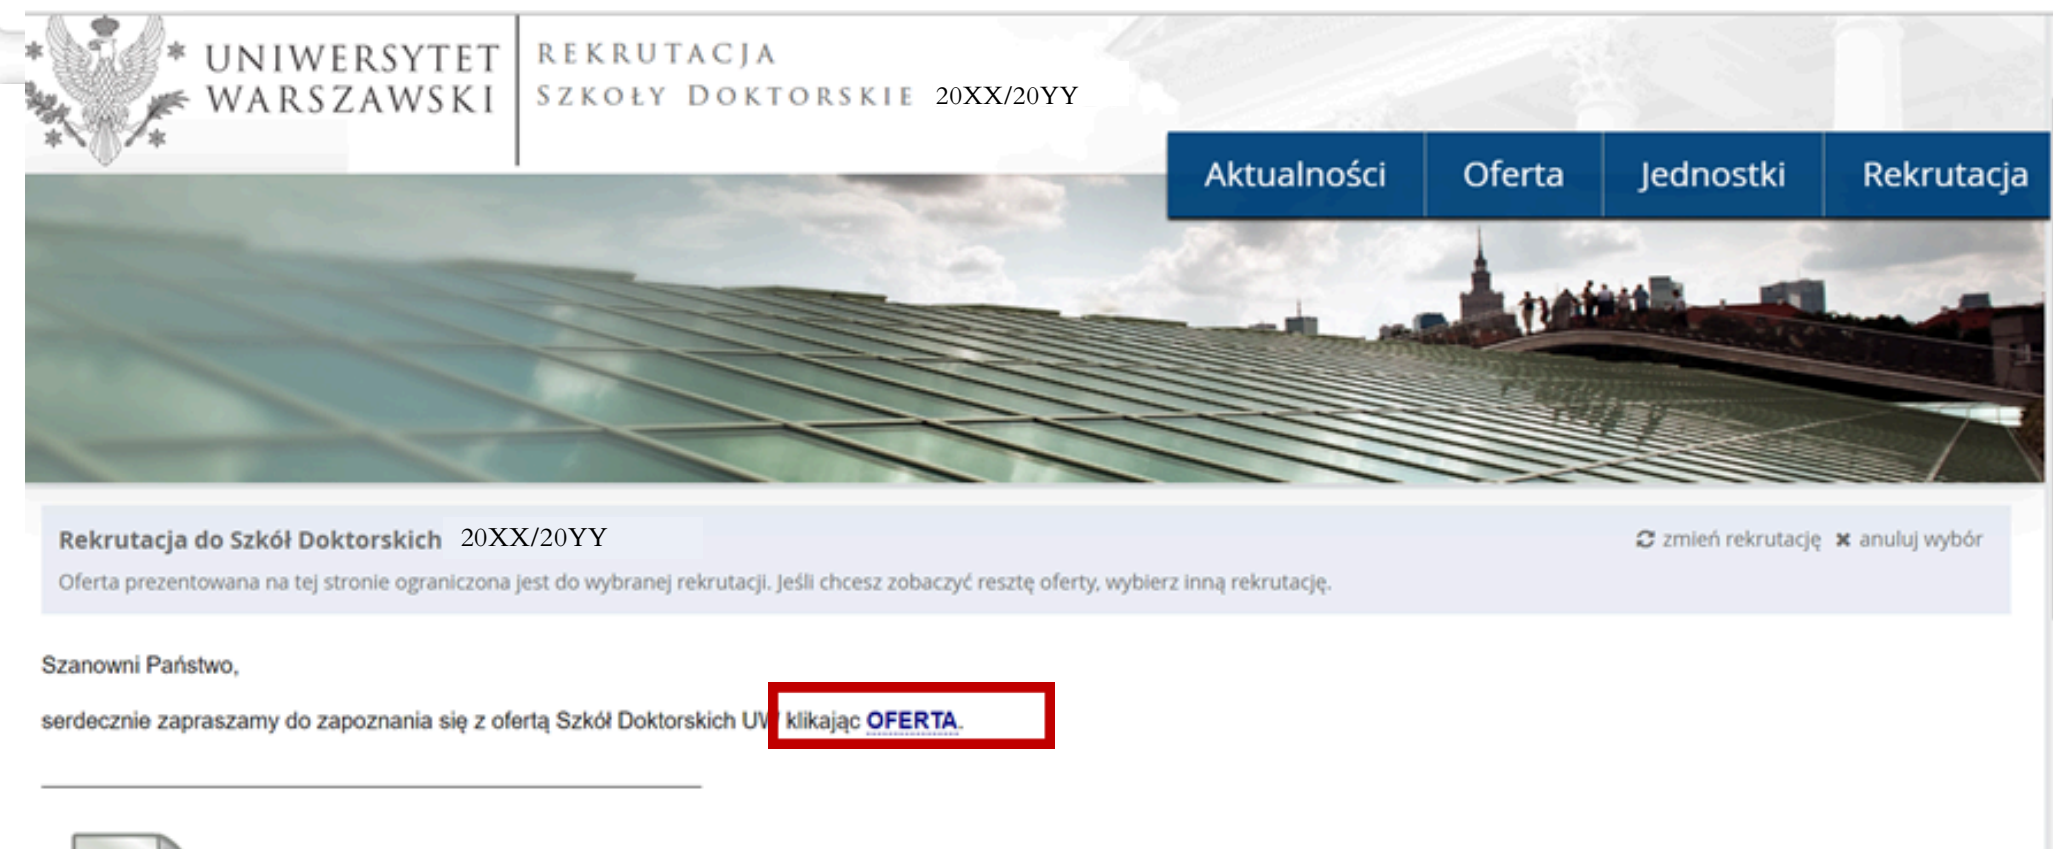 UNIWERSYTET
WARSZAWSKI
REKRUTACJA
SZKOŁY DOKTORSKIE 20XX/20YY
Aktualności Oferta Jednostki Rekrutacja
Rekrutacja do Szkół Doktorskich 20XX/20YY
zmień rekrutację anuluj wybór
Oferta prezentowana na tej stronie ograniczona jest do wybranej rekrutacji. Jeśli chcesz zobaczyć resztę oferty, wybierz inną rekrutację.
Szanowni Państwo,
serdecznie zapraszamy do zapoznania się z ofertą Szkół Doktorskich UW klikając OFERTA.